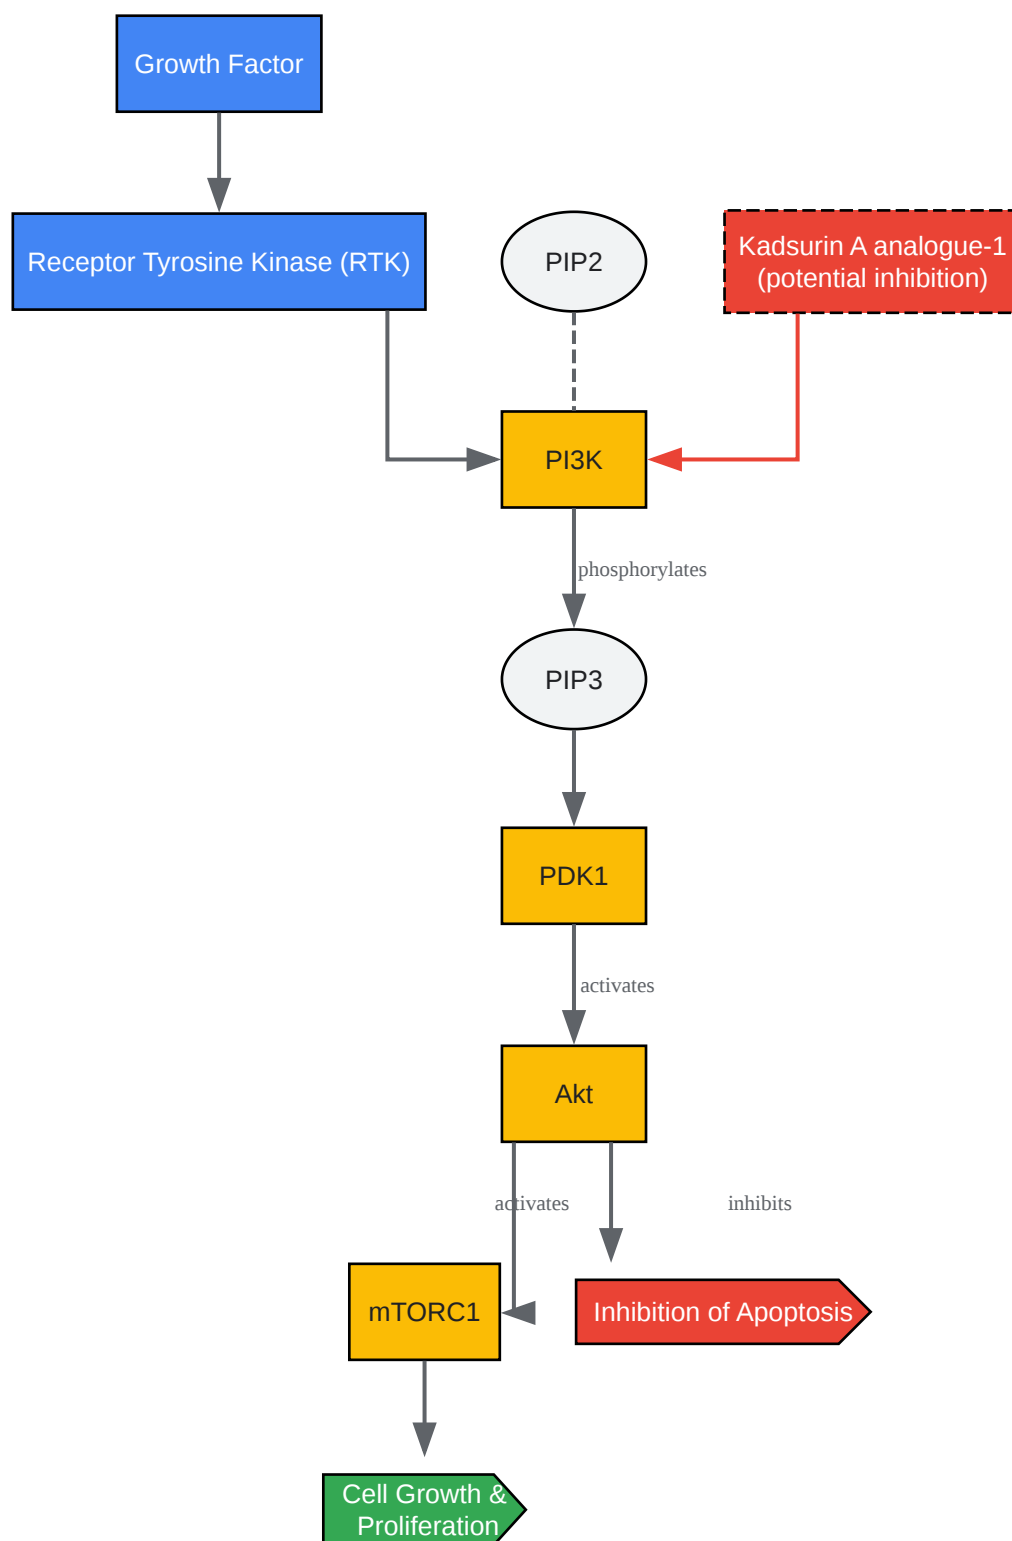 Growth Factor
Receptor Tyrosine Kinase (RTK)
PIP2
Kadsurin A analogue-1
(potential inhibition)
PI3K
phosphorylates
PIP3
PDK1
activates
Akt
activates
inhibits
mTORC1
Inhibition of Apoptosis
Cell Growth &
Proliferation